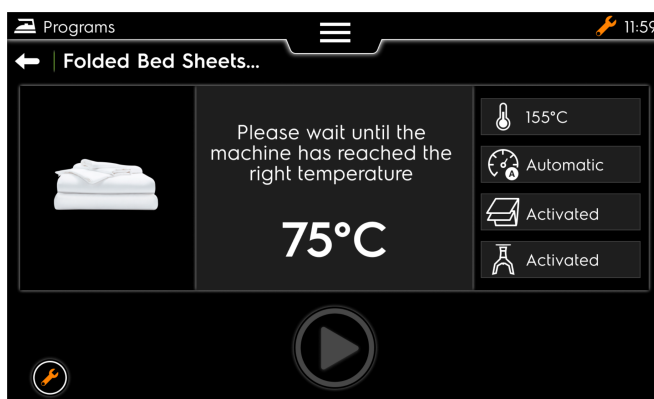 Programs
11:59
Folded Bed Sheets...
Please wait until the
machine has reached the
right temperature
75°C
155°C
A Automatic
Activated
Activated